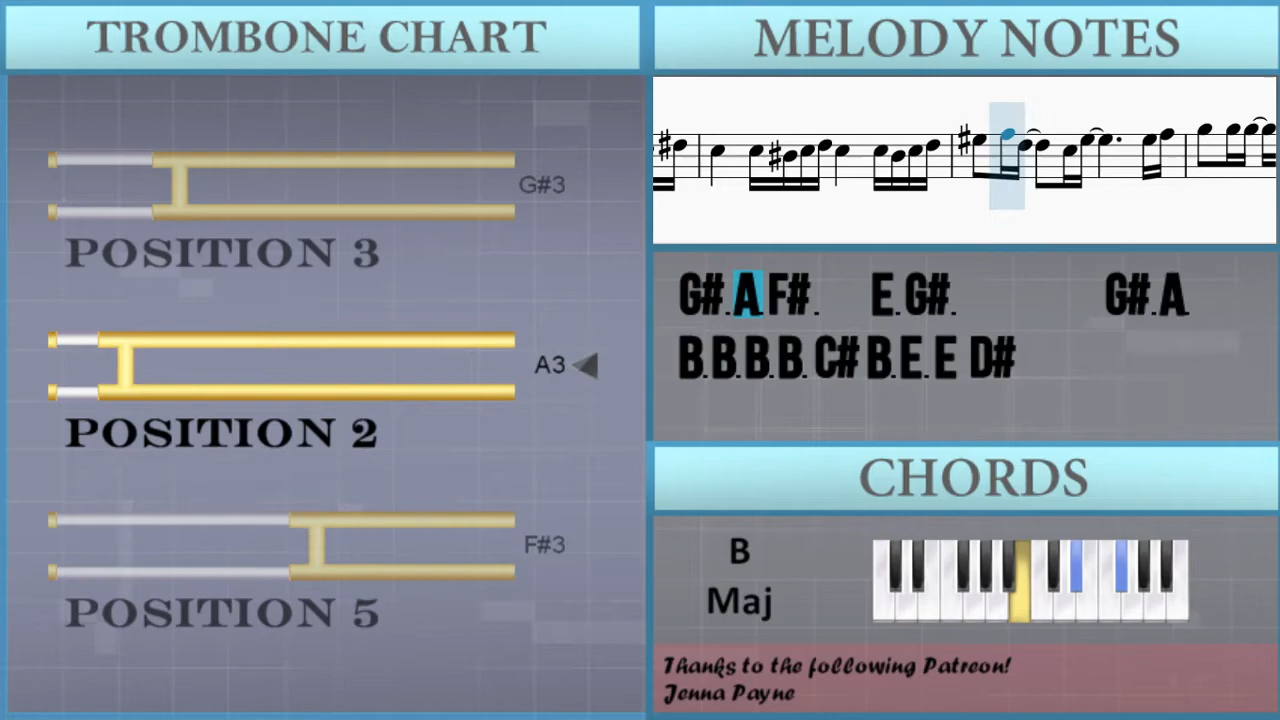 TROMBONE CHART
G#3
POSITION 3
A3
POSITION 2
F#3
POSITION 5
MELODY NOTES
G#.A F#. E.G#. G#.A.
B.B.B.B.C# B.E.E D#
CHORDS
B
Maj
Thanks to the following Patreon!
Jenna Payne